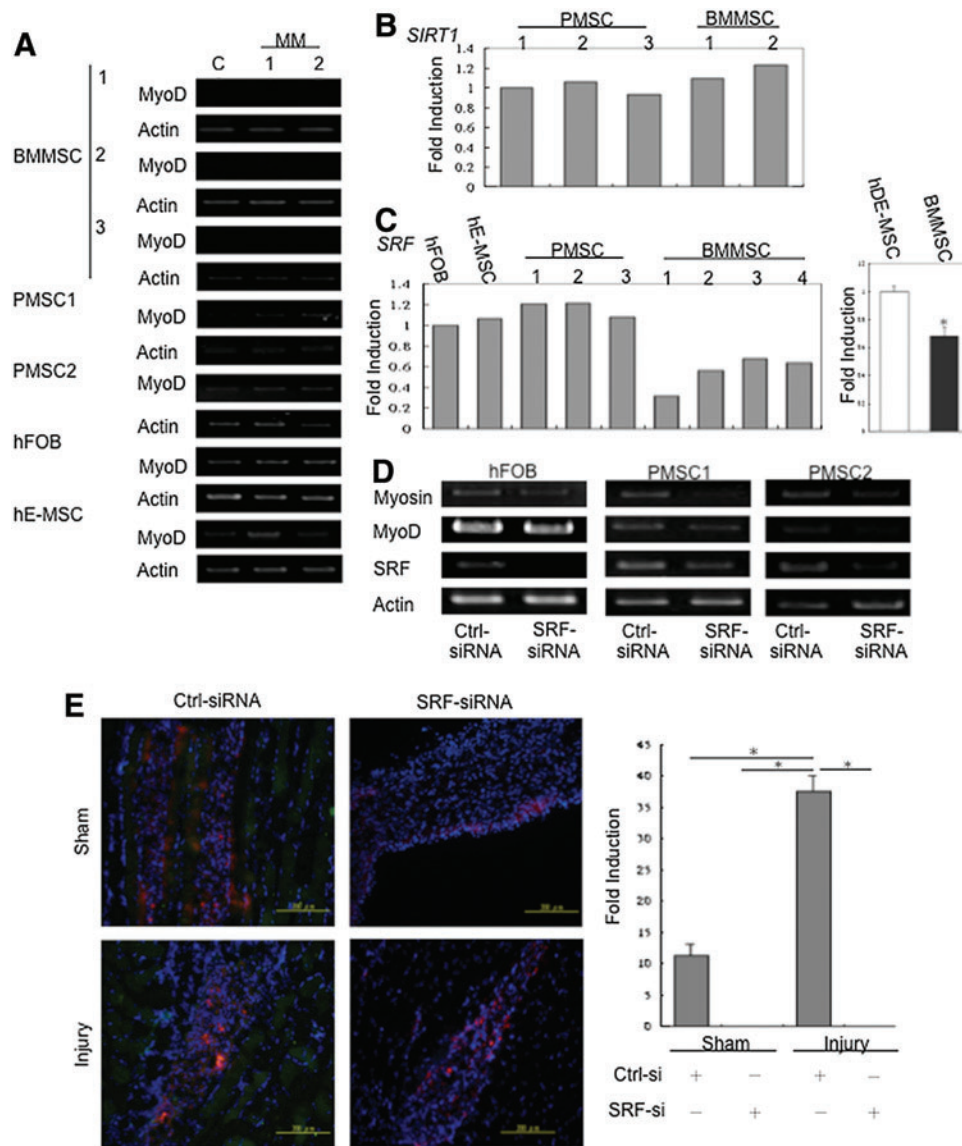 A
MM
C 1 2
BMMSC
1
MyoD
Actin
2
MyoD
Actin
3
MyoD
Actin
PMSC1
MyoD
Actin
PMSC2
MyoD
Actin
hFOB
MyoD
Actin
hE-MSC
MyoD
Actin
B
SIRT1
PMSC BMMSC
1 2 3 1 2
Fold Induction
1.4
1.2
1
0.8
0.6
0.4
0.2
0
C
SRF
hFOB hE-MSC PMSC BMMSC
1 2 3 1 2 3 4
Fold Induction
1.4
1.2
1
0.8
0.6
0.4
0.2
0
hDE-MSC BMMSC
Fold Induction
*
D
hFOB PMSC1 PMSC2
Myosin
MyoD
SRF
Actin
Ctrl-siRNA SRF-siRNA Ctrl-siRNA SRF-siRNA Ctrl-siRNA SRF-siRNA
E
Ctrl-siRNA SRF-siRNA
Sham
Injury
Fold Induction
45
40
35
30
25
20
15
10
5
0
* * *
Sham Injury
Ctrl-si + − + −
SRF-si − + − +